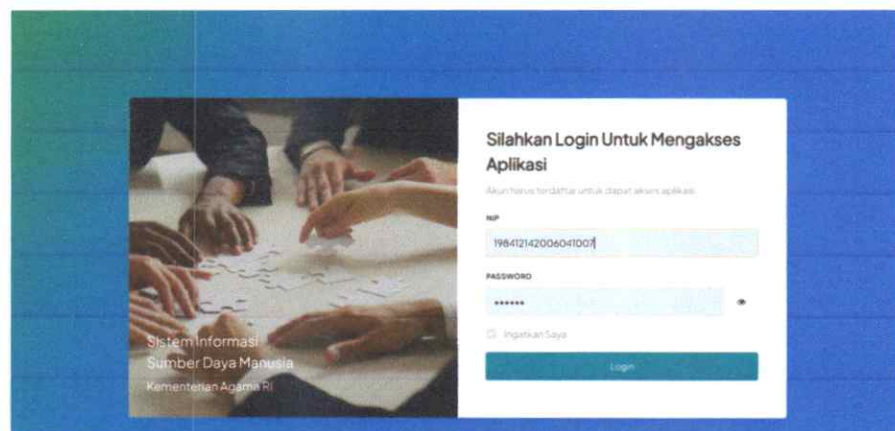 Sistem Informasi
Sumber Daya Manusia
Kementerian Agama RI
Silahkan Login Untuk Mengakses
Aplikasi
Akun harus terdaftar untuk dapat akses aplikasi.
NIP
198412142006041007
PASSWORD
••••••
Ingatkan Saya
Login